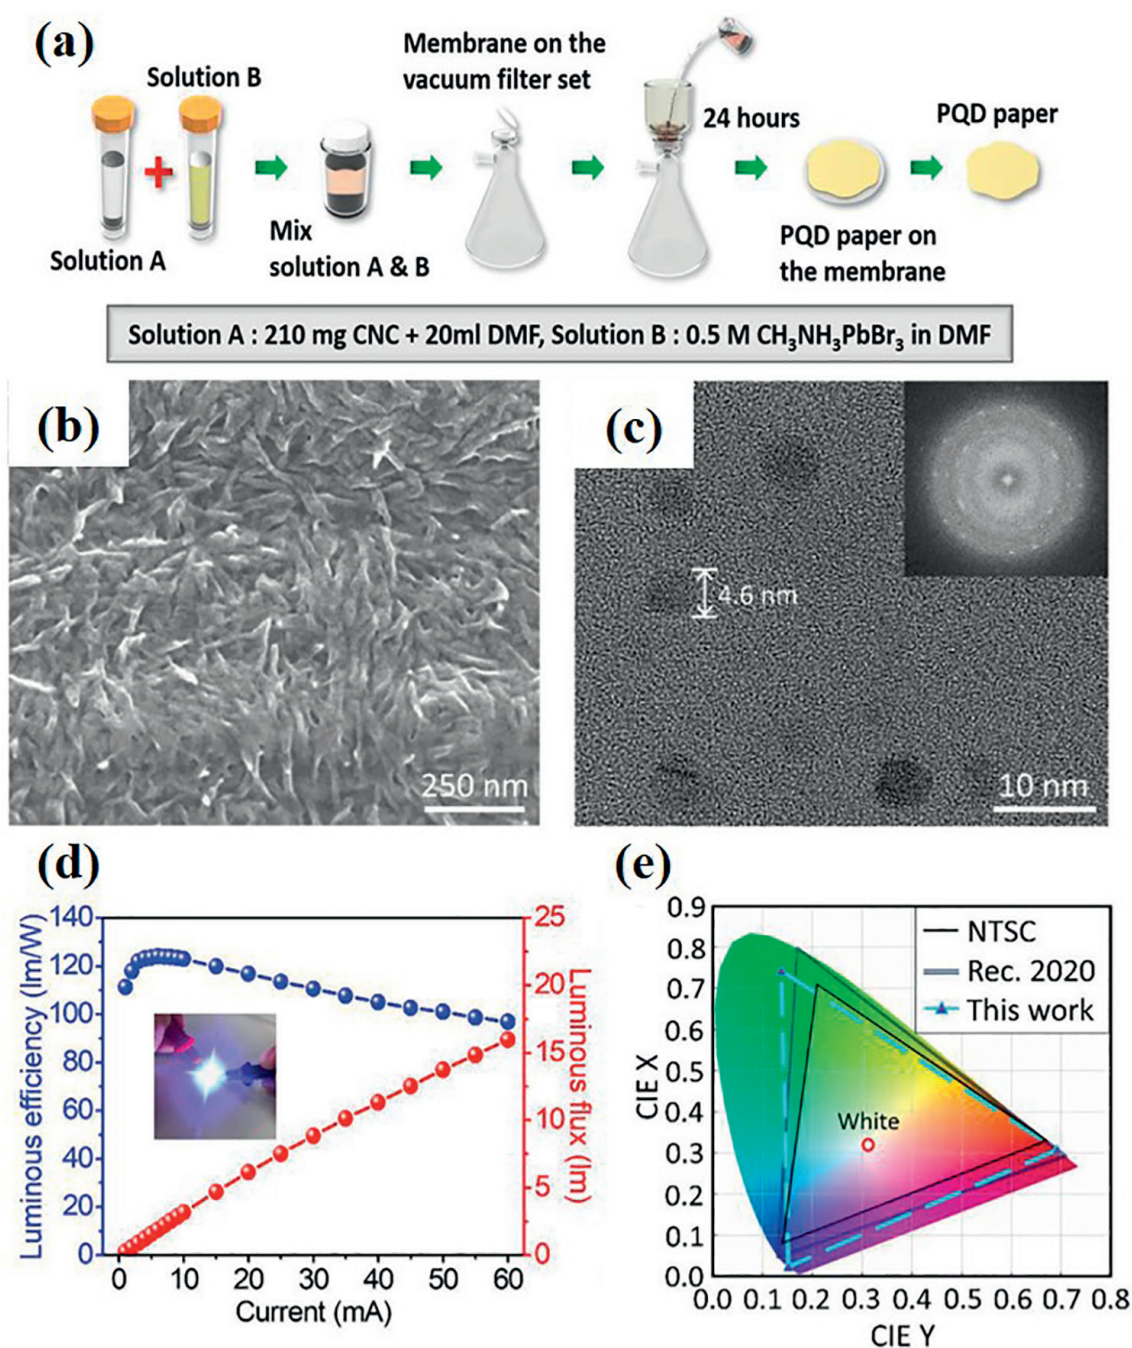 (a)
Solution B
Membrane on the
vacuum filter set
24 hours
PQD paper
Solution A
Mix
solution A & B
PQD paper on
the membrane
Solution A : 210 mg CNC + 20ml DMF, Solution B : 0.5 M CH₃NH₃PbBr₃ in DMF
(b)
250 nm
(c)
4.6 nm
10 nm
(d)
Luminous efficiency (lm/W)
140
120
100
80
60
40
20
0
25
20
15
10
5
0
Luminous flux (lm)
0 10 20 30 40 50 60
Current (mA)
(e)
CIE X
0.9
0.8
0.7
0.6
0.5
0.4
0.3
0.2
0.1
0.0
NTSC
Rec. 2020
This work
White
0.0 0.1 0.2 0.3 0.4 0.5 0.6 0.7 0.8
CIE Y